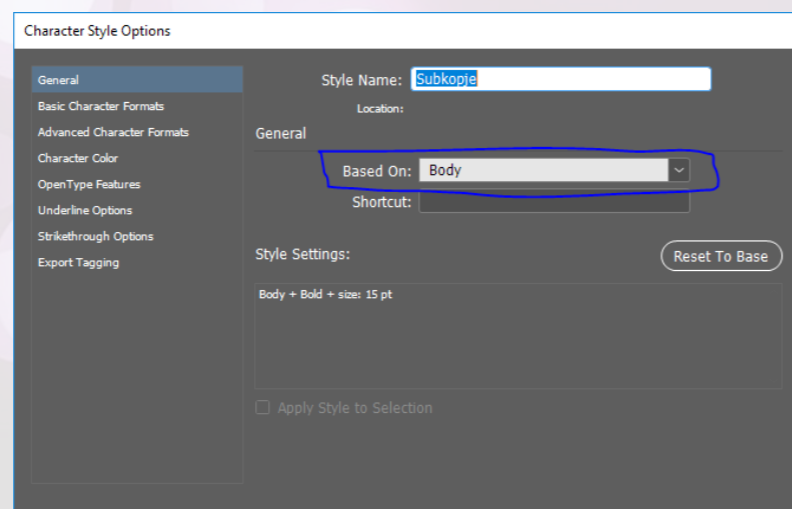 Character Style Options
General
Basic Character Formats
Advanced Character Formats
Character Color
OpenType Features
Underline Options
Strikethrough Options
Export Tagging
Style Name: Subkopje
Location:
General
Based On: Body
Shortcut:
Style Settings:
Reset To Base
Body + Bold + size: 15 pt
Apply Style to Selection